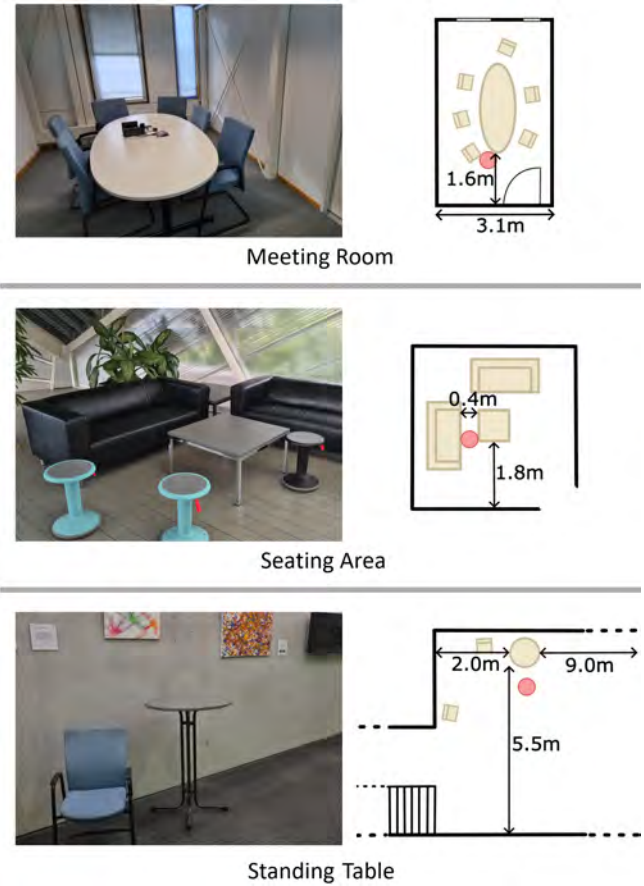 1.6m
3.1m
Meeting Room
0.4m
1.8m
Seating Area
2.0m
9.0m
5.5m
Standing Table